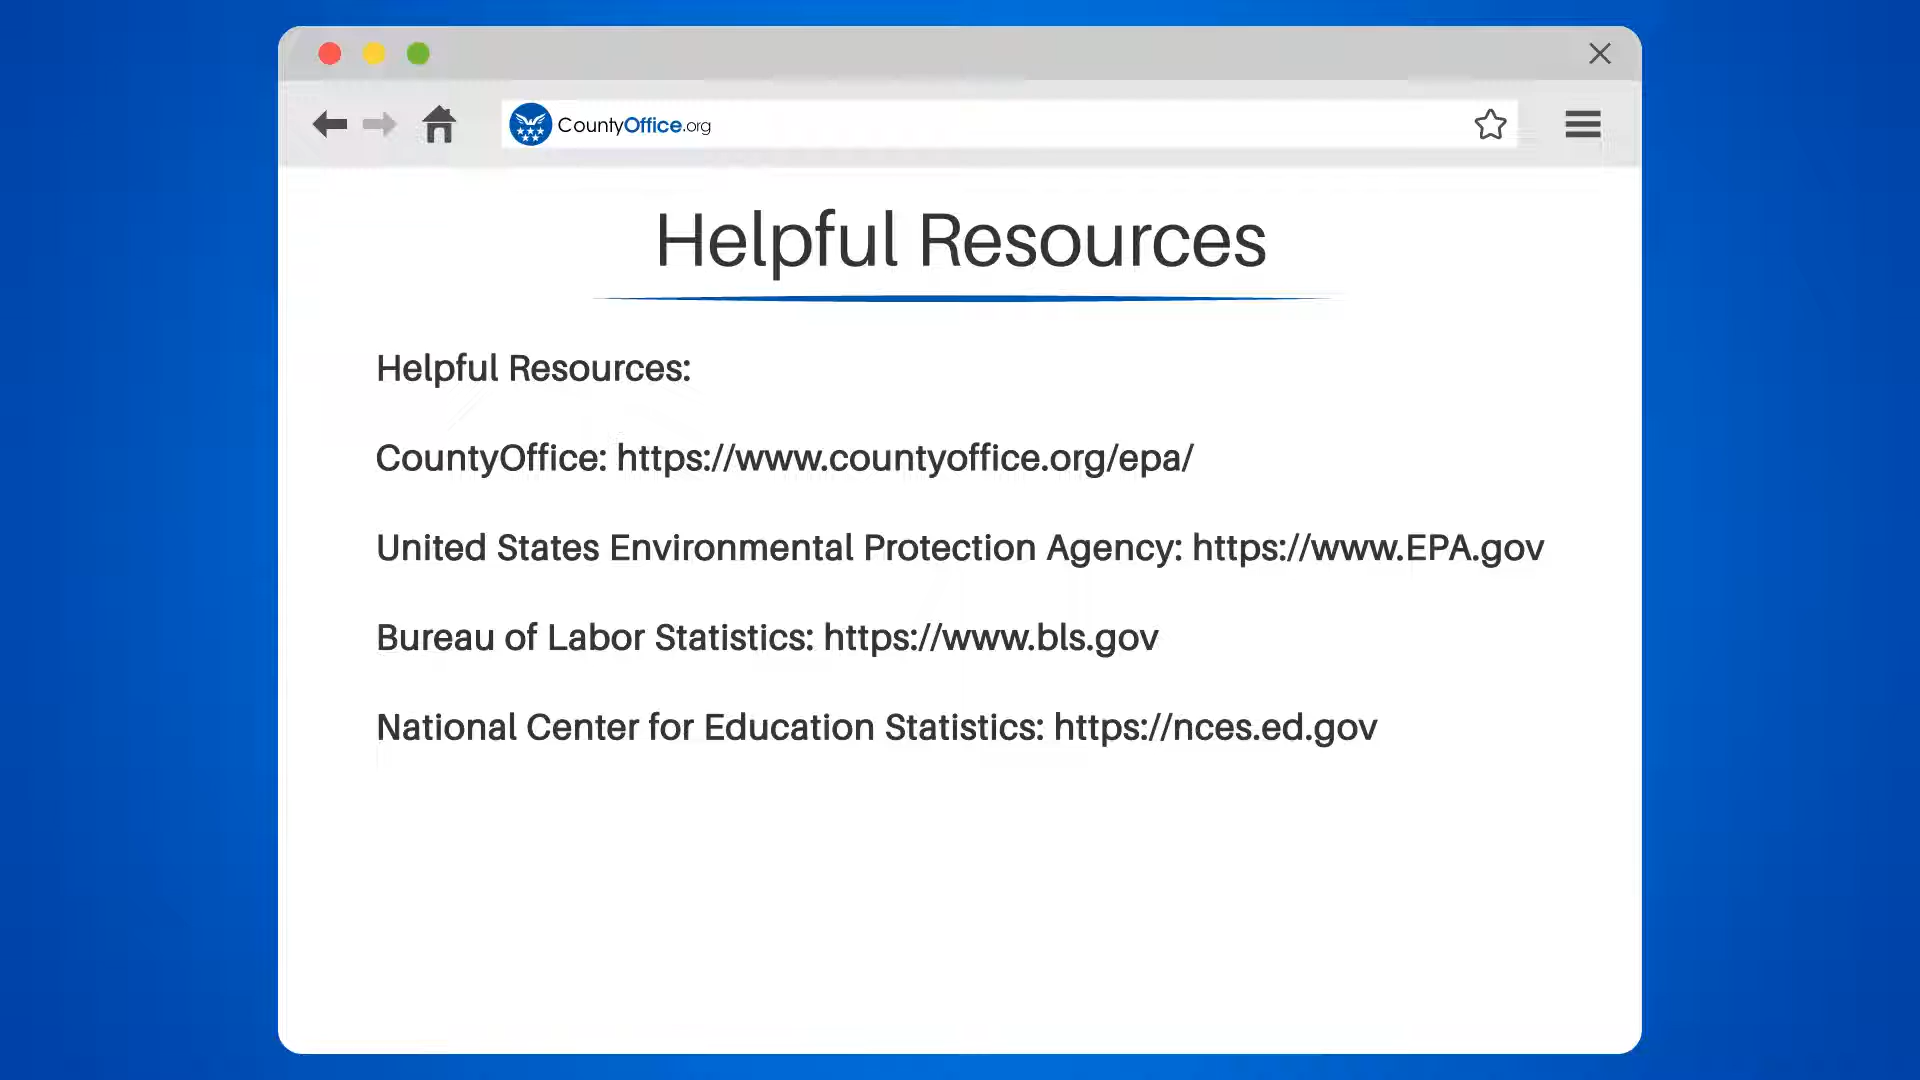 CountyOffice.org
Helpful Resources
Helpful Resources:
CountyOffice: https://www.countyoffice.org/epa/
United States Environmental Protection Agency: https://www.EPA.gov
Bureau of Labor Statistics: https://www.bls.gov
National Center for Education Statistics: https://nces.ed.gov